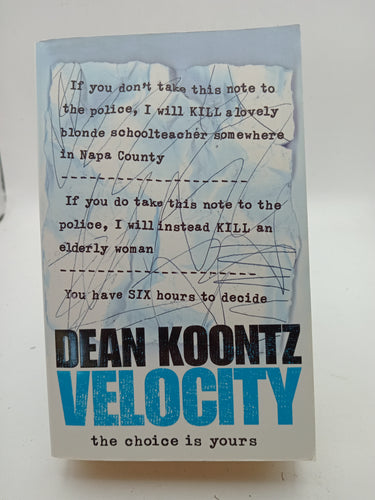 If you don't take this note to
the police, I will KILL a lovely
blonde schoolteacher somewhere
in Napa County
If you do take this note to the
police, I will instead KILL an
elderly woman
You have SIX hours to decide
DEAN KOONTZ
VELOCITY
the choice is yours